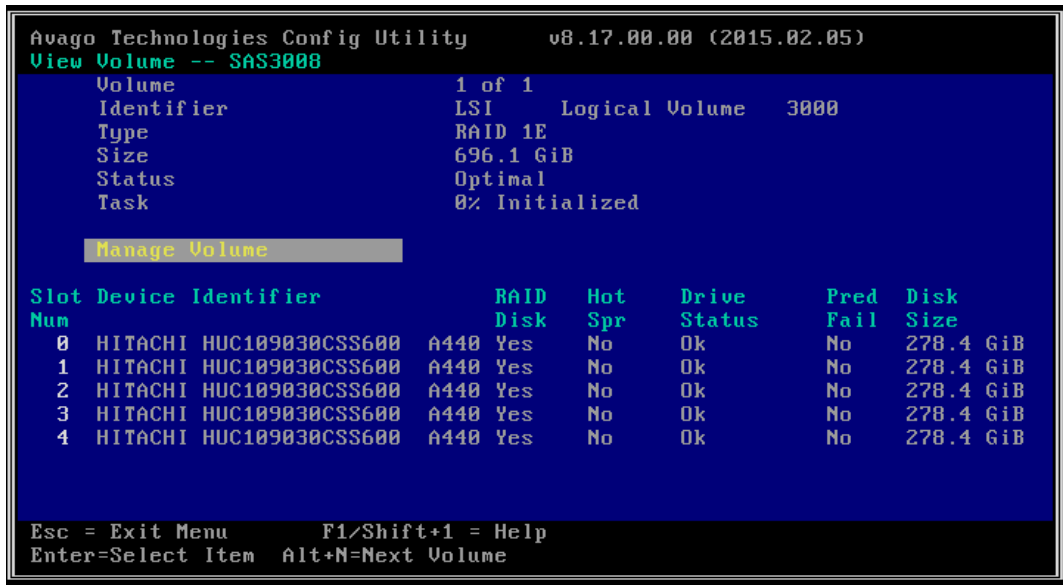 Avago Technologies Config Utility v8.17.00.00 (2015.02.05)
View Volume -- SAS3008
Volume 1 of 1
Identifier LSI Logical Volume 3000
Type RAID 1E
Size 696.1 GiB
Status Optimal
Task 0% Initialized
Manage Volume
Slot Device Identifier RAID Hot Drive Pred Disk
Num Disk Spr Status Fail Size
0 HITACHI HUC109030CSS600 A440 Yes No Ok No 278.4 GiB
1 HITACHI HUC109030CSS600 A440 Yes No Ok No 278.4 GiB
2 HITACHI HUC109030CSS600 A440 Yes No Ok No 278.4 GiB
3 HITACHI HUC109030CSS600 A440 Yes No Ok No 278.4 GiB
4 HITACHI HUC109030CSS600 A440 Yes No Ok No 278.4 GiB
Esc = Exit Menu F1/Shift+1 = Help
Enter=Select Item Alt+N=Next Volume